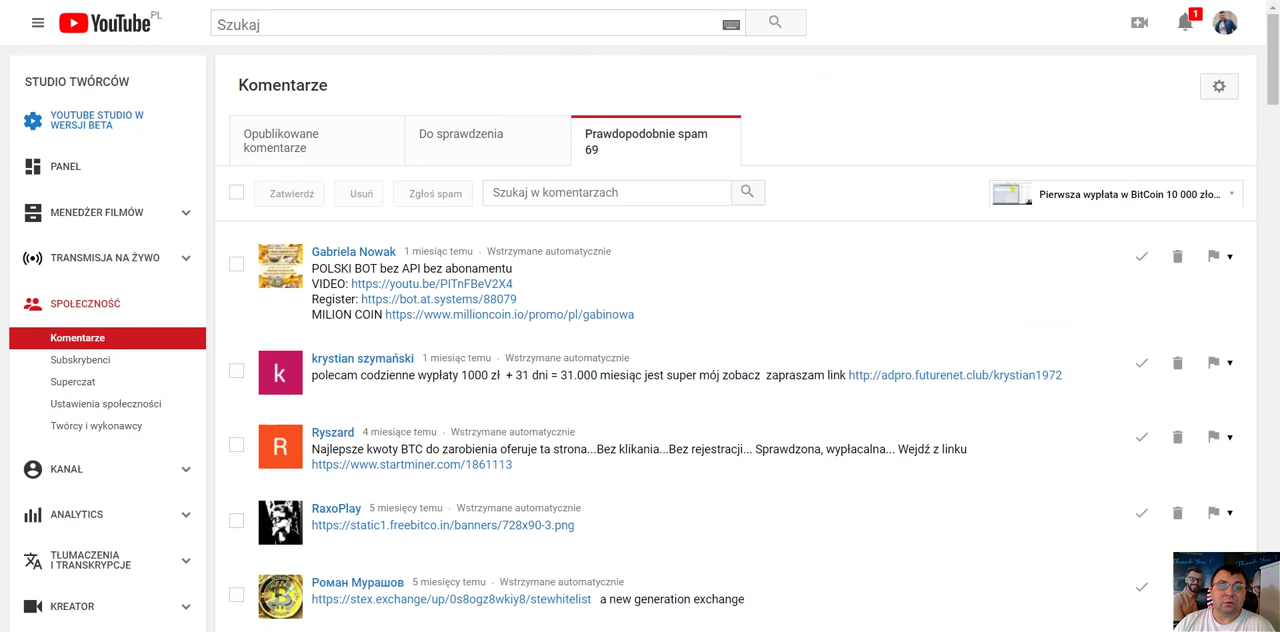 YouTube PL
Szukaj
1
STUDIO TWÓRCÓW
YOUTUBE STUDIO W
WERSJI BETA
PANEL
MENEDŻER FILMÓW
TRANSMISJA NA ŻYWO
SPOŁECZNOŚĆ
Komentarze
Subskrybenci
Superczat
Ustawienia społeczności
Twórcy i wykonawcy
KANAŁ
ANALYTICS
TŁUMACZENIA
I TRANSKRYPCJE
KREATOR
Komentarze
Opublikowane
komentarze
Do sprawdzenia
Prawdopodobnie spam
69
Zatwierdź
Usuń
Zgłoś spam
Szukaj w komentarzach
Pierwsza wypłata w BitCoin 10 000 zło...
Gabriela Nowak 1 miesiąc temu · Wstrzymane automatycznie
POLSKI BOT bez API bez abonamentu
VIDEO: https://youtu.be/PITnFBeV2X4
Register: https://bot.at.systems/88079
MILION COIN https://www.millioncoin.io/promo/pl/gabinowa
k
krystian szymański 1 miesiąc temu · Wstrzymane automatycznie
polecam codzienne wypłaty 1000 zł + 31 dni = 31.000 miesiąc jest super mój zobacz zapraszam link http://adpro.futurenet.club/krystian1972
R
Ryszard 4 miesiące temu · Wstrzymane automatycznie
Najlepsze kwoty BTC do zarobienia oferuje ta strona...Bez klikania...Bez rejestracji... Sprawdzona, wypłacalna... Wejdź z linku
https://www.startminer.com/1861113
RaxoPlay 5 miesięcy temu · Wstrzymane automatycznie
https://static1.freebitco.in/banners/728x90-3.png
Роман Мурашов 5 miesięcy temu · Wstrzymane automatycznie
https://stex.exchange/up/0s8ogz8wkiy8/stewhitelist a new generation exchange